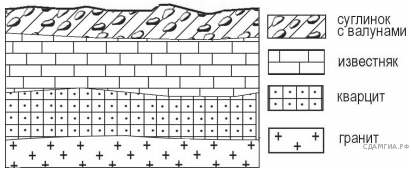 суглинок
с валунами
известняк
кварцит
гранит
СДАМГИА.РФ